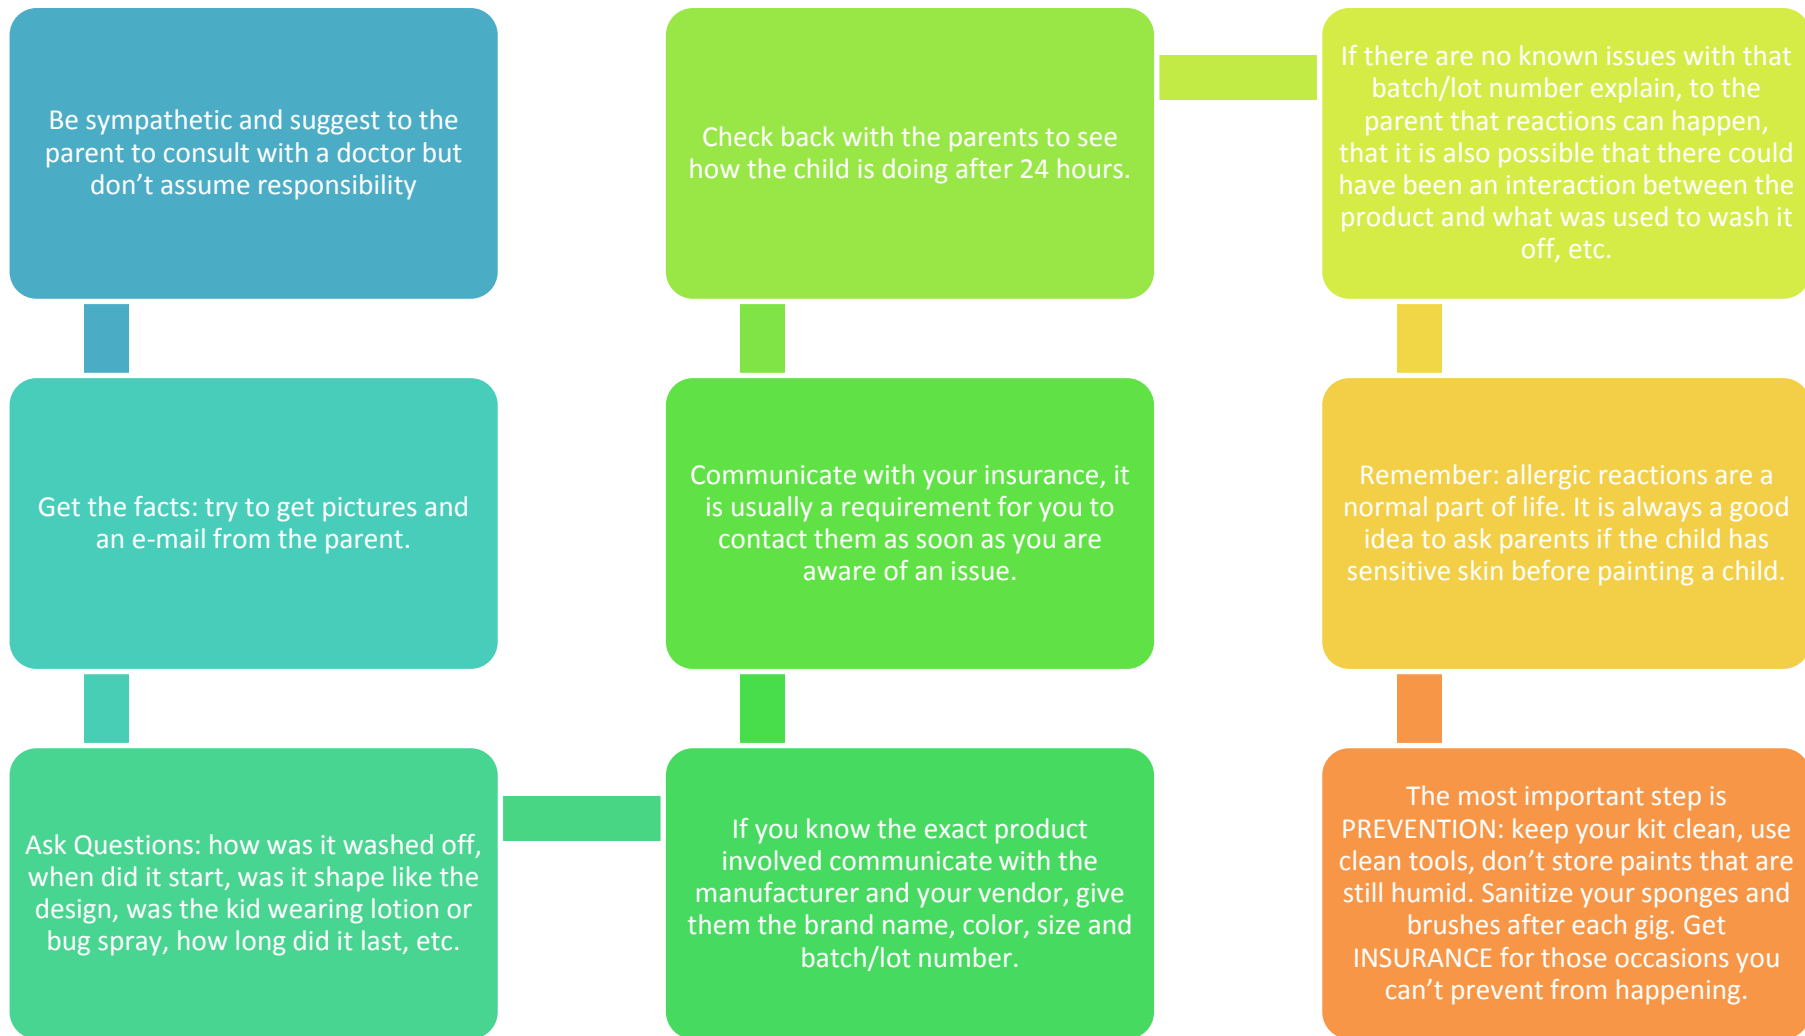 Be sympathetic and suggest to the
parent to consult with a doctor but
don’t assume responsibility
Get the facts: try to get pictures and
an e-mail from the parent.
Ask Questions: how was it washed off,
when did it start, was it shape like the
design, was the kid wearing lotion or
bug spray, how long did it last, etc.
If you know the exact product
involved communicate with the
manufacturer and your vendor, give
them the brand name, color, size and
batch/lot number.
Communicate with your insurance, it
is usually a requirement for you to
contact them as soon as you are
aware of an issue.
Check back with the parents to see
how the child is doing after 24 hours.
If there are no known issues with that
batch/lot number explain, to the
parent that reactions can happen,
that it is also possible that there could
have been an interaction between the
product and what was used to wash it
off, etc.
Remember: allergic reactions are a
normal part of life. It is always a good
idea to ask parents if the child has
sensitive skin before painting a child.
The most important step is
PREVENTION: keep your kit clean, use
clean tools, don’t store paints that are
still humid. Sanitize your sponges and
brushes after each gig. Get
INSURANCE for those occasions you
can’t prevent from happening.